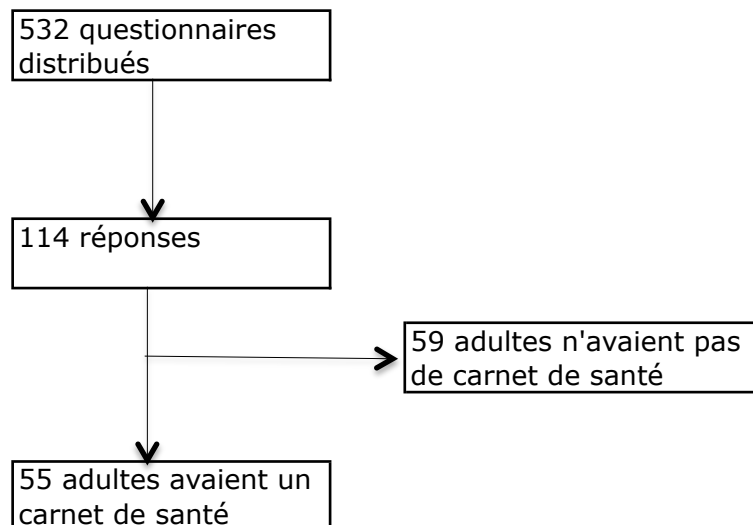 532 questionnaires
distribués
114 réponses
59 adultes n'avaient pas
de carnet de santé
55 adultes avaient un
carnet de santé